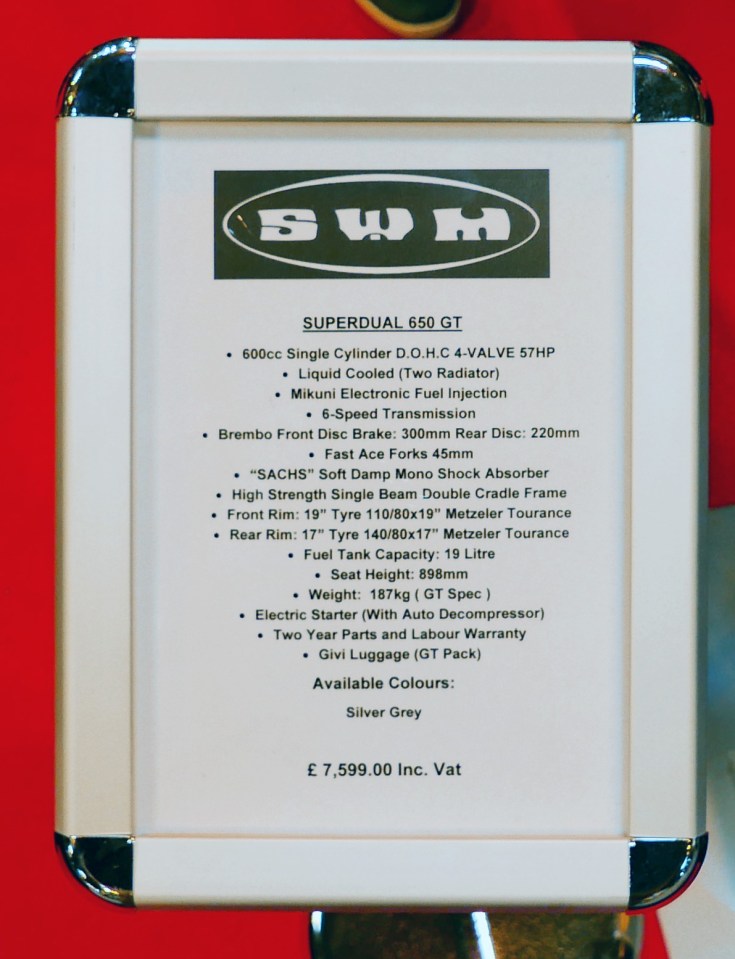 SWM
SUPERDUAL 650 GT
• 600cc Single Cylinder D.O.H.C 4-VALVE 57HP
• Liquid Cooled (Two Radiator)
• Mikuni Electronic Fuel Injection
• 6-Speed Transmission
• Brembo Front Disc Brake: 300mm Rear Disc: 220mm
• Fast Ace Forks 45mm
• “SACHS” Soft Damp Mono Shock Absorber
• High Strength Single Beam Double Cradle Frame
• Front Rim: 19” Tyre 110/80x19” Metzeler Tourance
• Rear Rim: 17” Tyre 140/80x17” Metzeler Tourance
• Fuel Tank Capacity: 19 Litre
• Seat Height: 898mm
• Weight: 187kg ( GT Spec )
• Electric Starter (With Auto Decompressor)
• Two Year Parts and Labour Warranty
• Givi Luggage (GT Pack)
Available Colours:
Silver Grey
£ 7,599.00 Inc. Vat